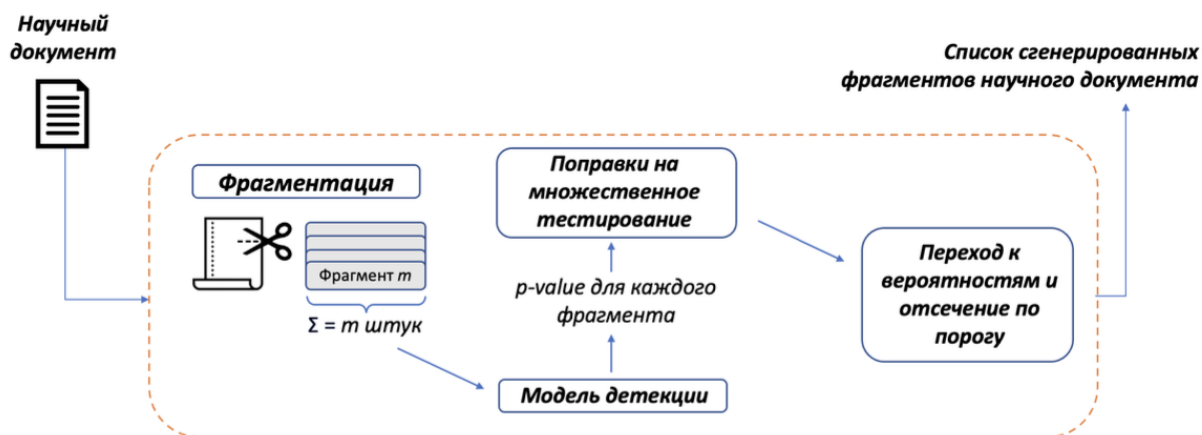 Научный
документ
Список сгенерированных
фрагментов научного документа
Фрагментация
Фрагмент m
Σ = m штук
Поправки на
множественное
тестирование
p-value для каждого
фрагмента
Модель детекции
Переход к
вероятностям и
отсечение по
порогу